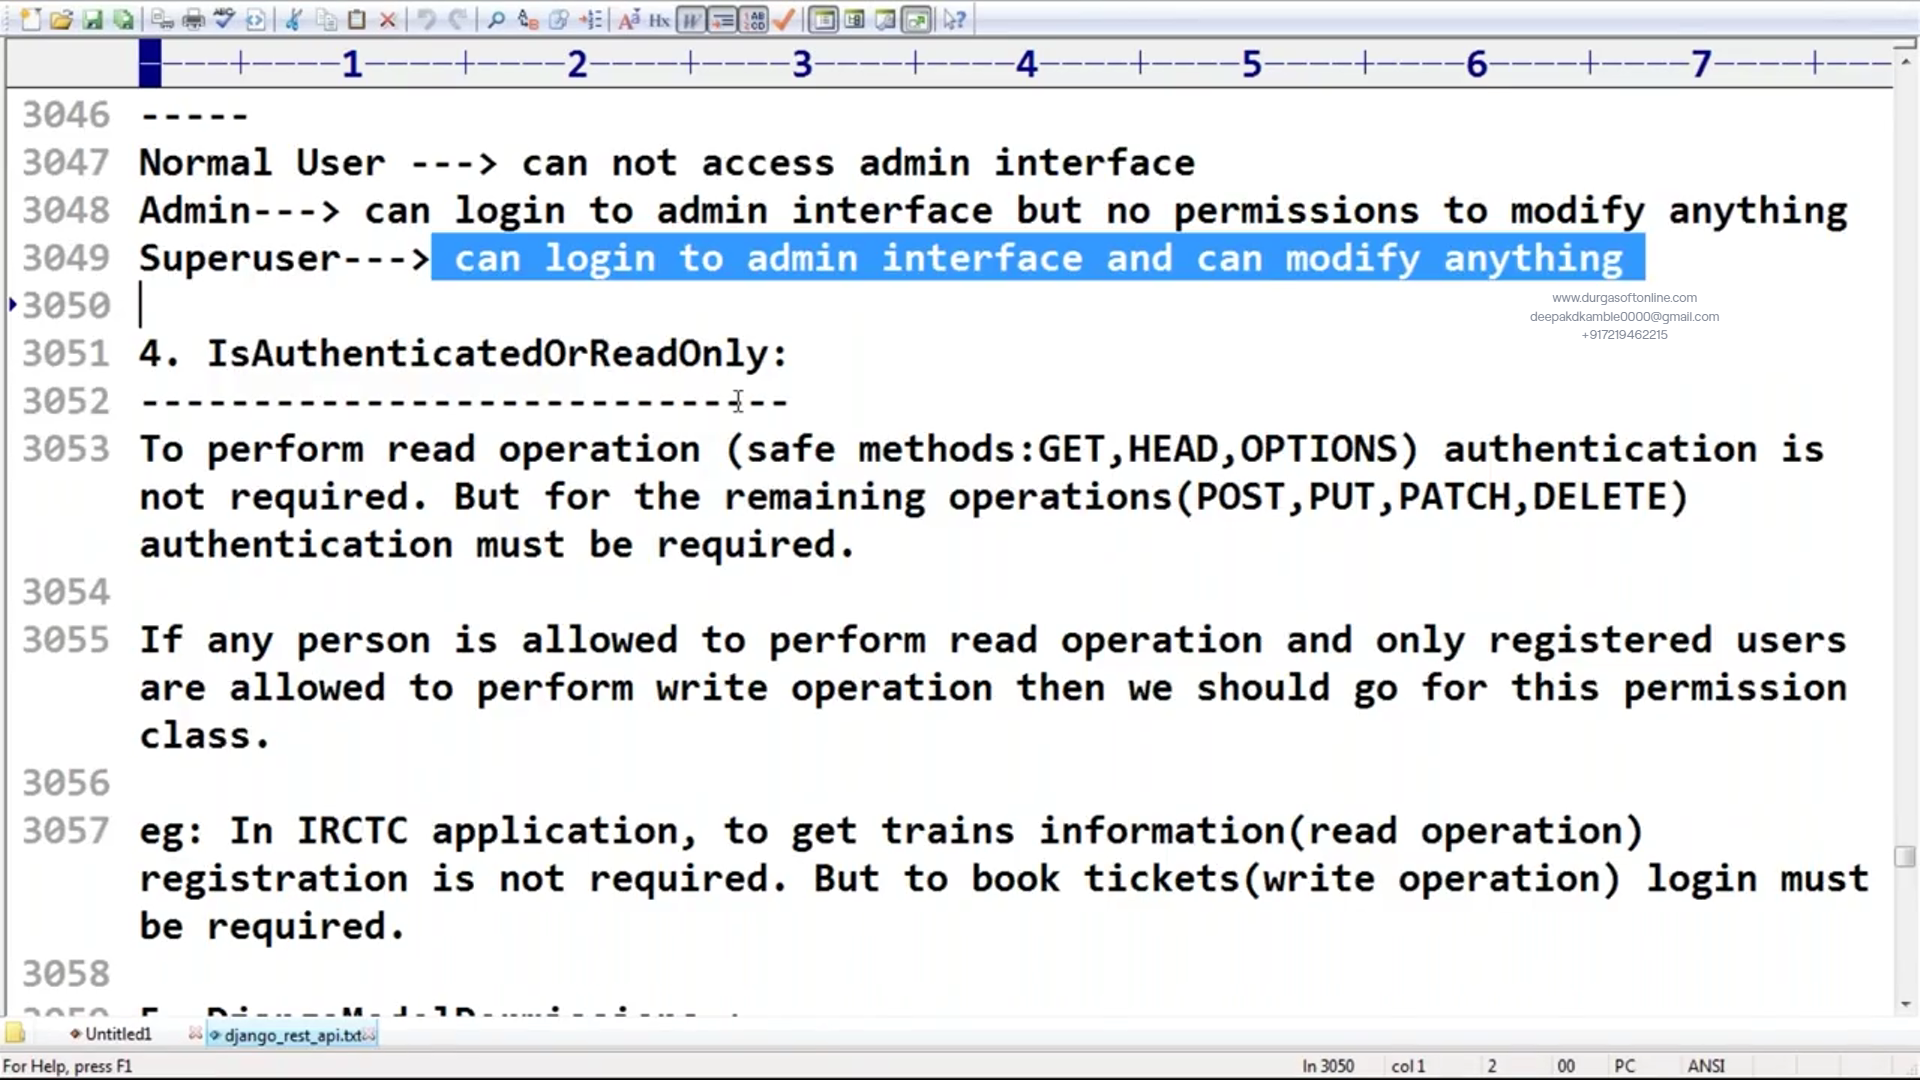 1 2 3 4 5 6 7
3046 -----
3047 Normal User ---> can not access admin interface
3048 Admin---> can login to admin interface but no permissions to modify anything
3049 Superuser---> can login to admin interface and can modify anything
3050
www.durgasoftonline.com
deepakdkamble0000@gmail.com
+917219462215
3051 4. IsAuthenticatedOrReadOnly:
3052 -----------------------------
3053 To perform read operation (safe methods:GET,HEAD,OPTIONS) authentication is
not required. But for the remaining operations(POST,PUT,PATCH,DELETE)
authentication must be required.
3054
3055 If any person is allowed to perform read operation and only registered users
are allowed to perform write operation then we should go for this permission
class.
3056
3057 eg: In IRCTC application, to get trains information(read operation)
registration is not required. But to book tickets(write operation) login must
be required.
3058
3059 5. DjangoModelPermissions :
Untitled1 django_rest_api.txt
For Help, press F1 ln 3050 col 1 2 00 PC ANSI